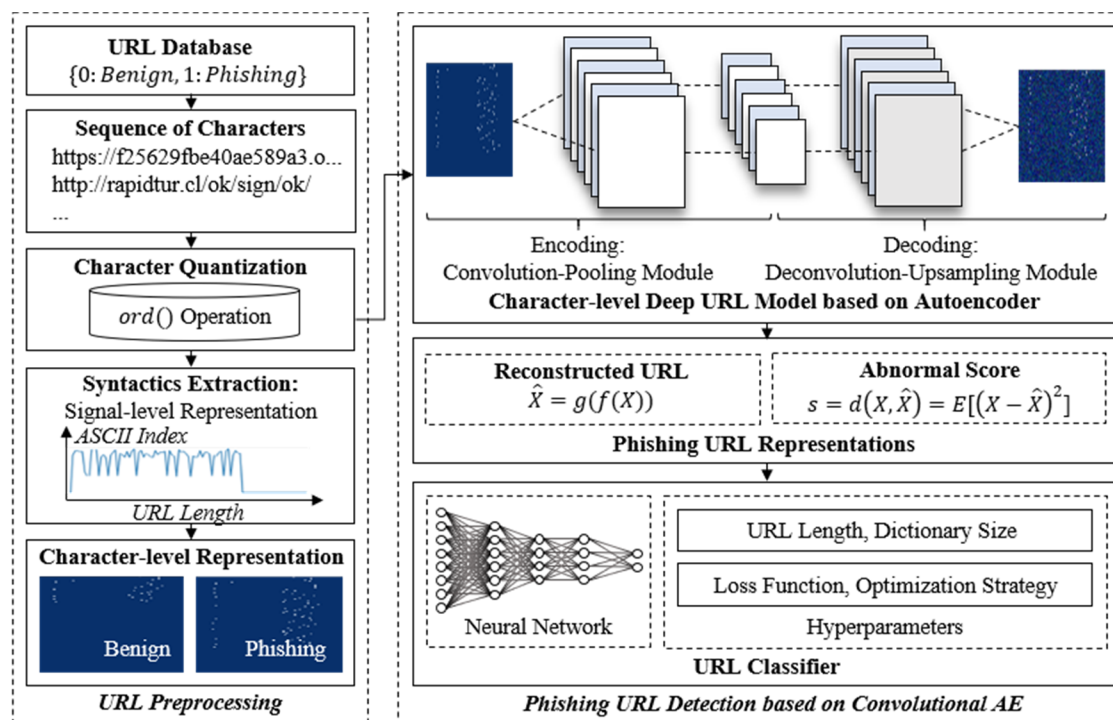 URL Database
{0: Benign, 1: Phishing}
Sequence of Characters
https://f25629fbe40ae589a3.o...
http://rapidtur.cl/ok/sign/ok/
...
Character Quantization
ord() Operation
Syntactics Extraction:
Signal-level Representation
ASCII Index
URL Length
Character-level Representation
Benign
Phishing
URL Preprocessing
Encoding:
Convolution-Pooling Module
Decoding:
Deconvolution-Upsampling Module
Character-level Deep URL Model based on Autoencoder
Reconstructed URL
X̂ = g(f(X))
Abnormal Score
s = d(X, X̂) = E[(X − X̂)²]
Phishing URL Representations
Neural Network
URL Length, Dictionary Size
Loss Function, Optimization Strategy
Hyperparameters
URL Classifier
Phishing URL Detection based on Convolutional AE